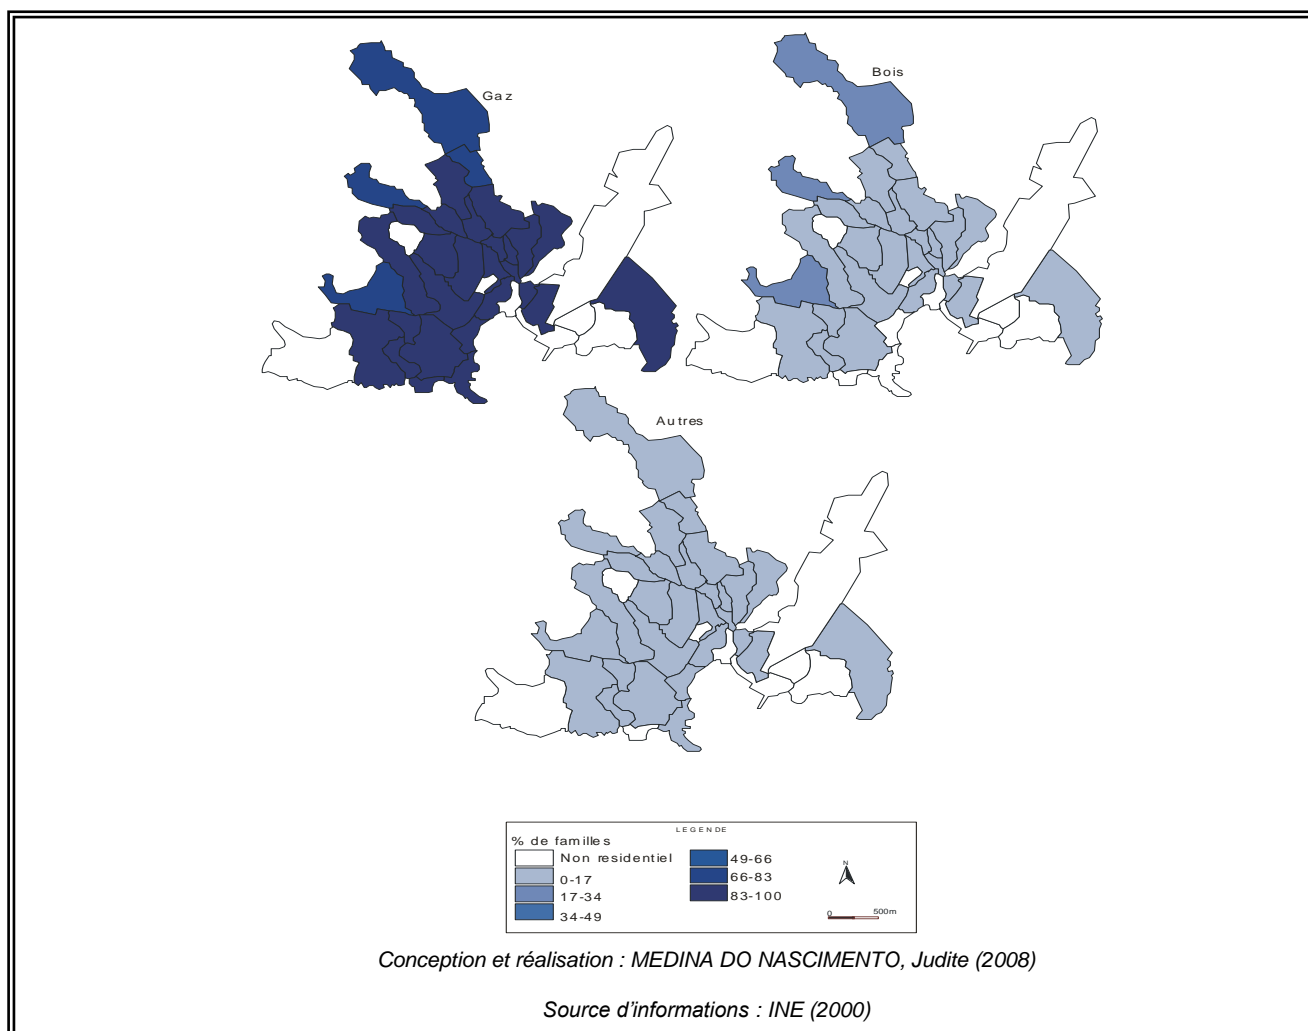 Gaz
Bois
Autres
LEGENDE
% de familles
Non residentiel
0-17
17-34
34-49
49-66
66-83
83-100
N
0 500m
Conception et réalisation : MEDINA DO NASCIMENTO, Judite (2008)
Source d'informations : INE (2000)